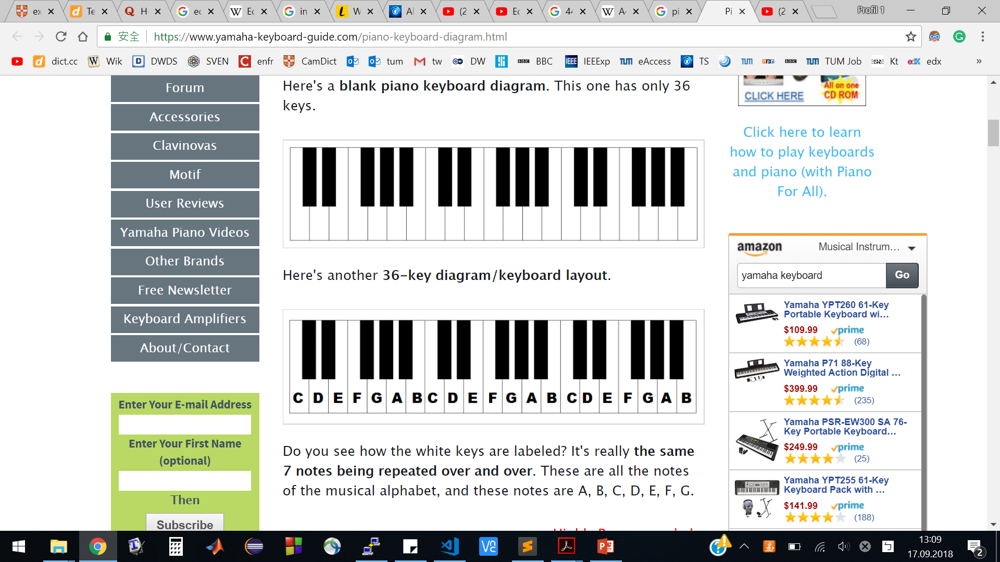 ex
Te
Q H
G ec
W Ec
G in
W
Al
(2
Ec
G 44
W A4
G pi
Pi
(2
Profil 1
安全
https://www.yamaha-keyboard-guide.com/piano-keyboard-diagram.html
dict.cc
Wik
DWDS
SVEN
enfr
CamDict
tum
tw
DW
BBC
IEEExp
eAccess
TS
TUM Job
Kt
edx
»
Forum
Accessories
Clavinovas
Motif
User Reviews
Yamaha Piano Videos
Other Brands
Free Newsletter
Keyboard Amplifiers
About/Contact
Enter Your E-mail Address
Enter Your First Name
(optional)
Then
Subscribe
Here's a blank piano keyboard diagram. This one has only 36
keys.
Here's another 36-key diagram/keyboard layout.
C D E F G A B C D E F G A B C D E F G A B
Do you see how the white keys are labeled? It's really the same
7 notes being repeated over and over. These are all the notes
of the musical alphabet, and these notes are A, B, C, D, E, F, G.
All on one
CD ROM
CLICK HERE
Click here to learn
how to play keyboards
and piano (with Piano
For All).
amazon
Musical Instrum...
yamaha keyboard
Go
Yamaha YPT260 61-Key
Portable Keyboard wi...
$109.99 prime
(68)
Yamaha P71 88-Key
Weighted Action Digital ...
$399.99 prime
(235)
Yamaha PSR-EW300 SA 76-
Key Portable Keyboard...
$249.99 prime
(25)
Yamaha YPT255 61-Key
Keyboard Pack with ...
$141.99 prime
(188)
13:09
17.09.2018
2